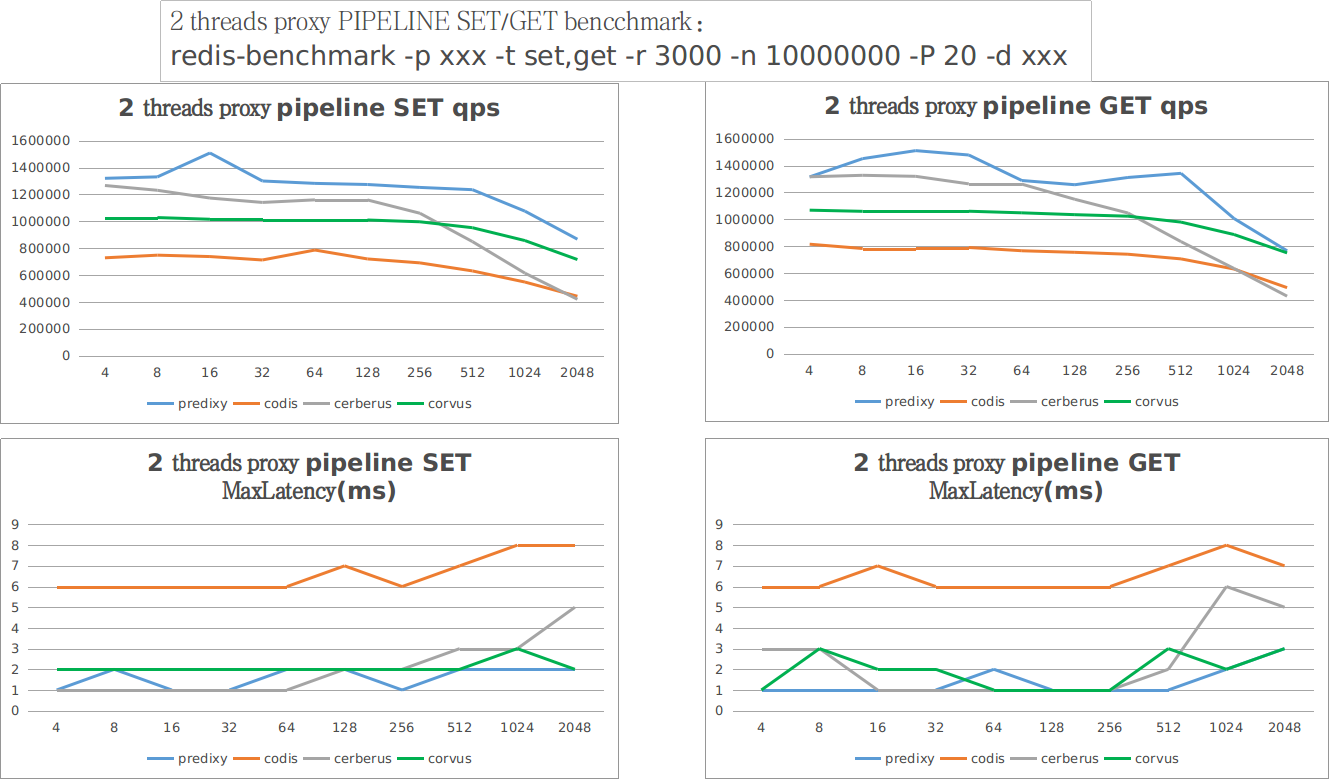 2 threads proxy PIPELINE SET/GET bencchmark：
redis-benchmark -p xxx -t set,get -r 3000 -n 10000000 -P 20 -d xxx
2 threads proxy pipeline SET qps
1600000
1400000
1200000
1000000
800000
600000
400000
200000
0
4 8 16 32 64 128 256 512 1024 2048
predixy codis cerberus corvus
2 threads proxy pipeline GET qps
1600000
1400000
1200000
1000000
800000
600000
400000
200000
0
4 8 16 32 64 128 256 512 1024 2048
predixy codis cerberus corvus
2 threads proxy pipeline SET
MaxLatency(ms)
9
8
7
6
5
4
3
2
1
0
4 8 16 32 64 128 256 512 1024 2048
predixy codis cerberus corvus
2 threads proxy pipeline GET
MaxLatency(ms)
9
8
7
6
5
4
3
2
1
0
4 8 16 32 64 128 256 512 1024 2048
predixy codis cerberus corvus